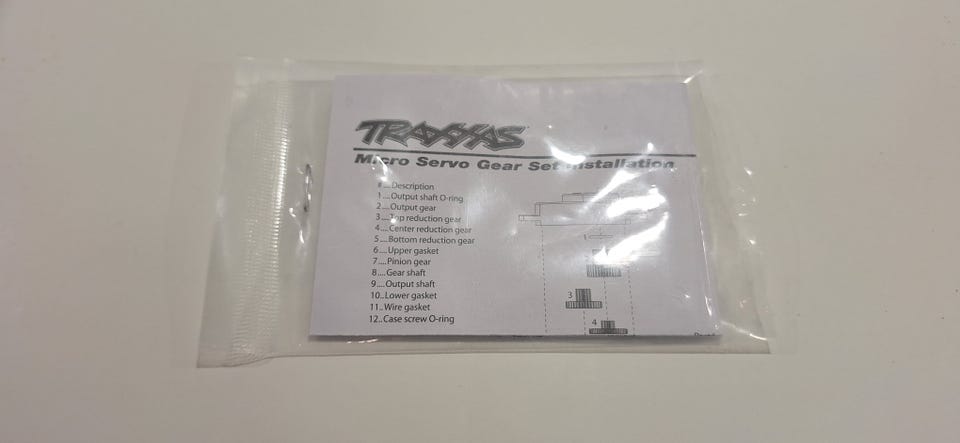 TRAXXAS
Micro Servo Gear Set Installation
#....Description
1....Output shaft O-ring
2....Output gear
3....Top reduction gear
4....Center reduction gear
5....Bottom reduction gear
6....Upper gasket
7....Pinion gear
8....Gear shaft
9....Output shaft
10..Lower gasket
11..Wire gasket
12..Case screw O-ring
1
3
4